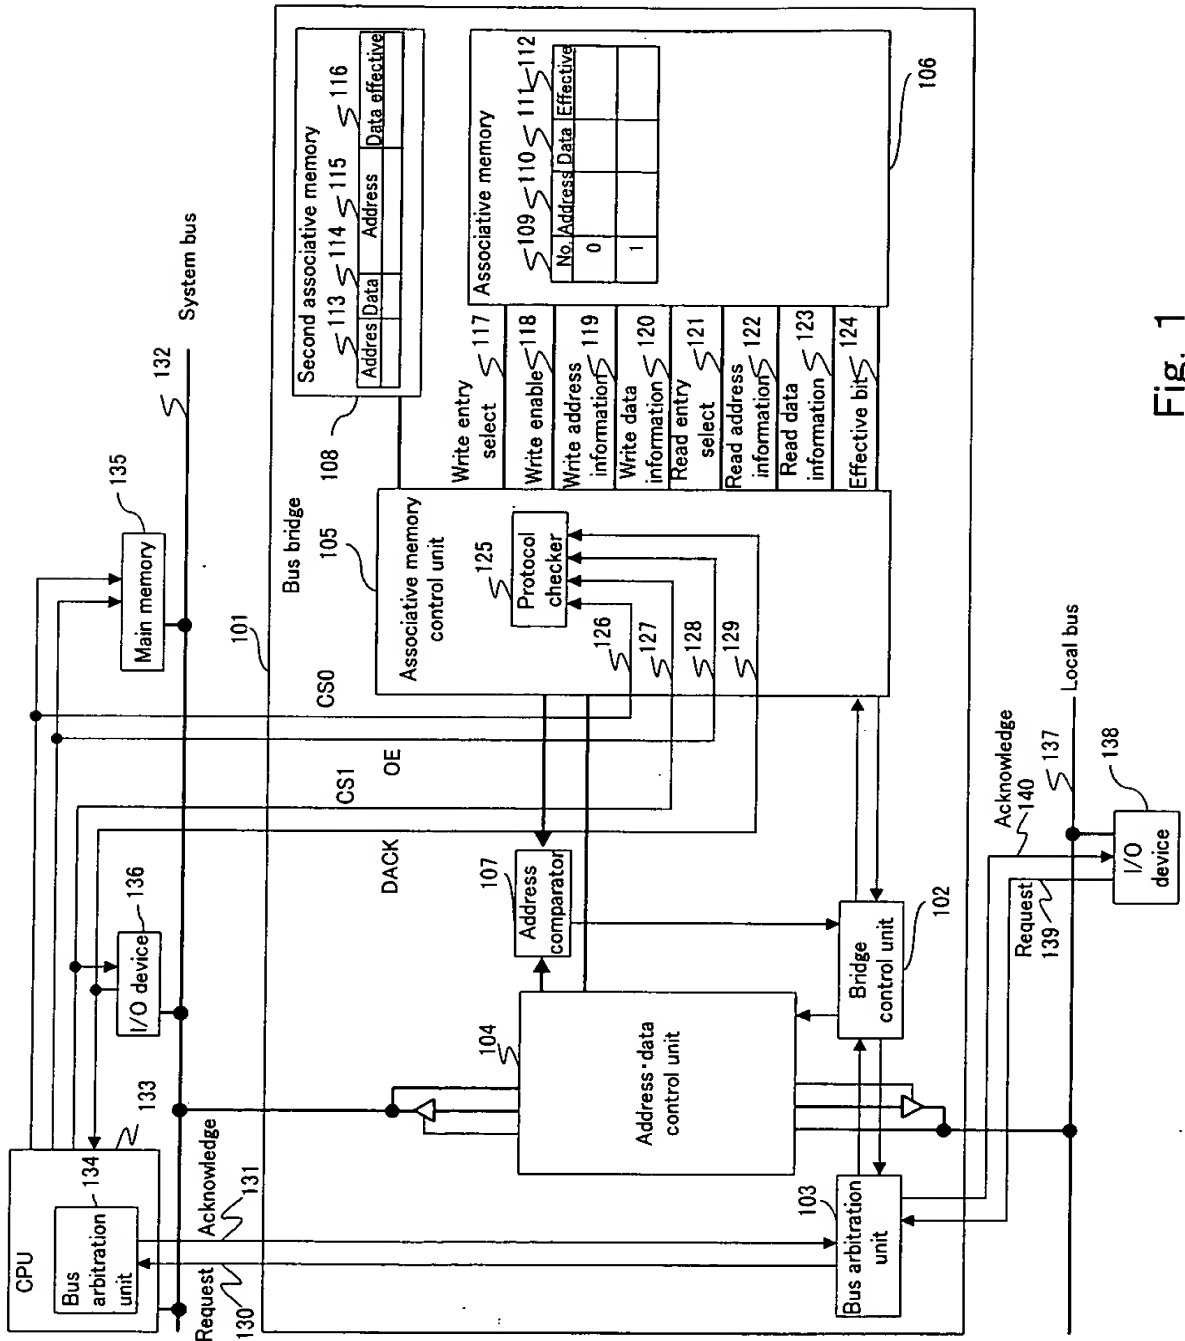 CPU
Bus
arbitration
unit
134
133
Request
130
Acknowledge
131
I/O device
136
Main memory
135
132
System bus
101
Bus bridge
CS0
CS1
OE
DACK
Second associative memory
113
114
115
116
Addres
Data
Address
Data effective
108
105
Associative memory
control unit
125
Protocol
checker
126
127
128
129
Write entry
select
117
Write enable
118
Write address
information
119
Write data
information
120
Read entry
select
121
Read address
information
122
Read data
information
123
Effective bit
124
Associative memory
109
110
111
112
No.
Address
Data
Effective
0
1
106
107
Address
comparator
104
Address·data
control unit
Bridge
control unit
102
103
Bus arbitration
unit
Request
139
Acknowledge
140
137
Local bus
I/O
device
138
Fig. 1